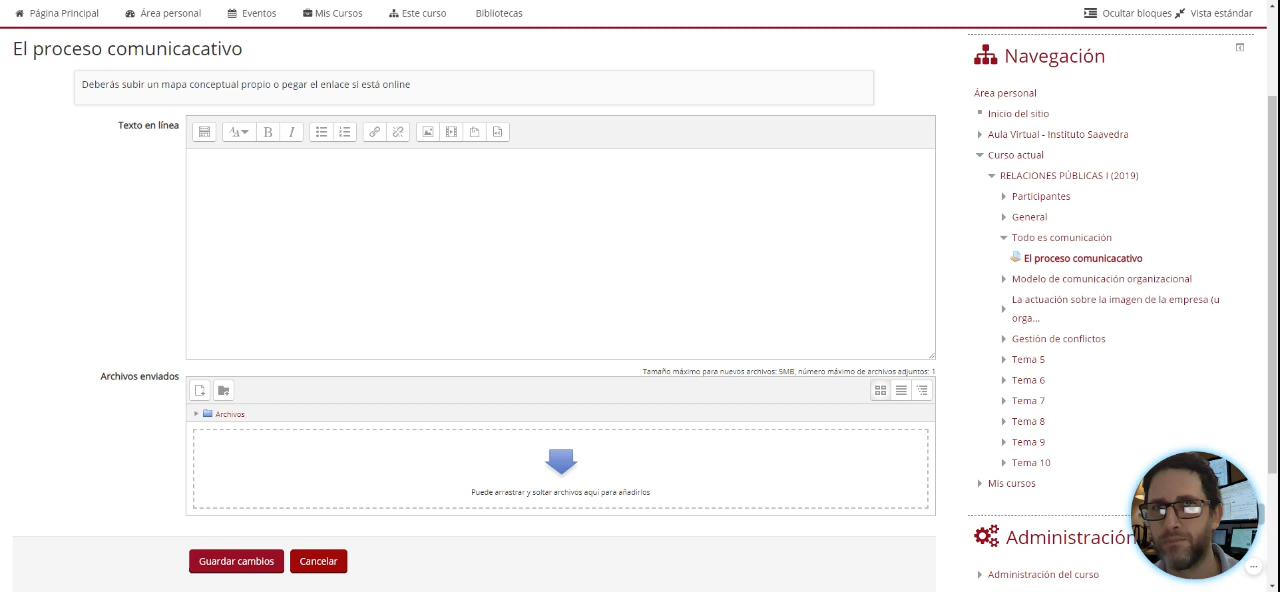 Página Principal Área personal Eventos Mis Cursos Este curso Bibliotecas Ocultar bloques Vista estándar
El proceso comunicacativo
Deberás subir un mapa conceptual propio o pegar el enlace si está online
Texto en línea
Archivos enviados
Tamaño máximo para nuevos archivos: 5MB, número máximo de archivos adjuntos: 1
Archivos
Puede arrastrar y soltar archivos aquí para añadirlos
Guardar cambios Cancelar
Navegación
Área personal
Inicio del sitio
Aula Virtual - Instituto Saavedra
Curso actual
RELACIONES PÚBLICAS I (2019)
Participantes
General
Todo es comunicación
El proceso comunicacativo
Modelo de comunicación organizacional
La actuación sobre la imagen de la empresa (u
orga...
Gestión de conflictos
Tema 5
Tema 6
Tema 7
Tema 8
Tema 9
Tema 10
Mis cursos
Administración
Administración del curso